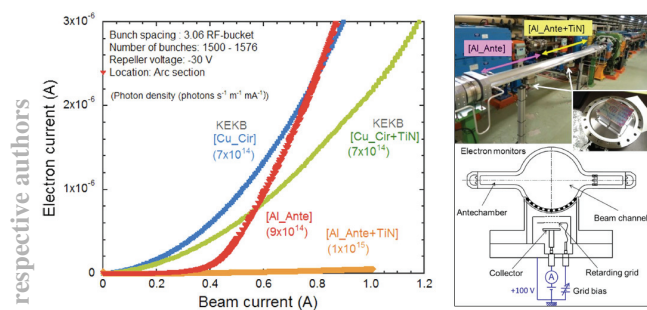 respective authors
Bunch spacing : 3.06 RF-bucket
Number of bunches: 1500 - 1576
Repeller voltage: -30 V
Location: Arc section
(Photon density (photons s⁻¹ m⁻¹ mA⁻¹))
KEKB
[Cu_Cir]
(7x10¹⁴)
KEKB
[Cu_Cir+TiN]
(7x10¹⁴)
[Al_Ante]
(9x10¹⁴)
[Al_Ante+TiN]
(1x10¹⁵)
Electron current (A)
3x10⁻⁶
2x10⁻⁶
1x10⁻⁶
0
0 0.2 0.4 0.6 0.8 1.0 1.2
Beam current (A)
[Al_Ante+TiN]
[Al_Ante]
Electron monitors
Antechamber
Beam channel
Collector
Retarding grid
A
+100 V
Grid bias